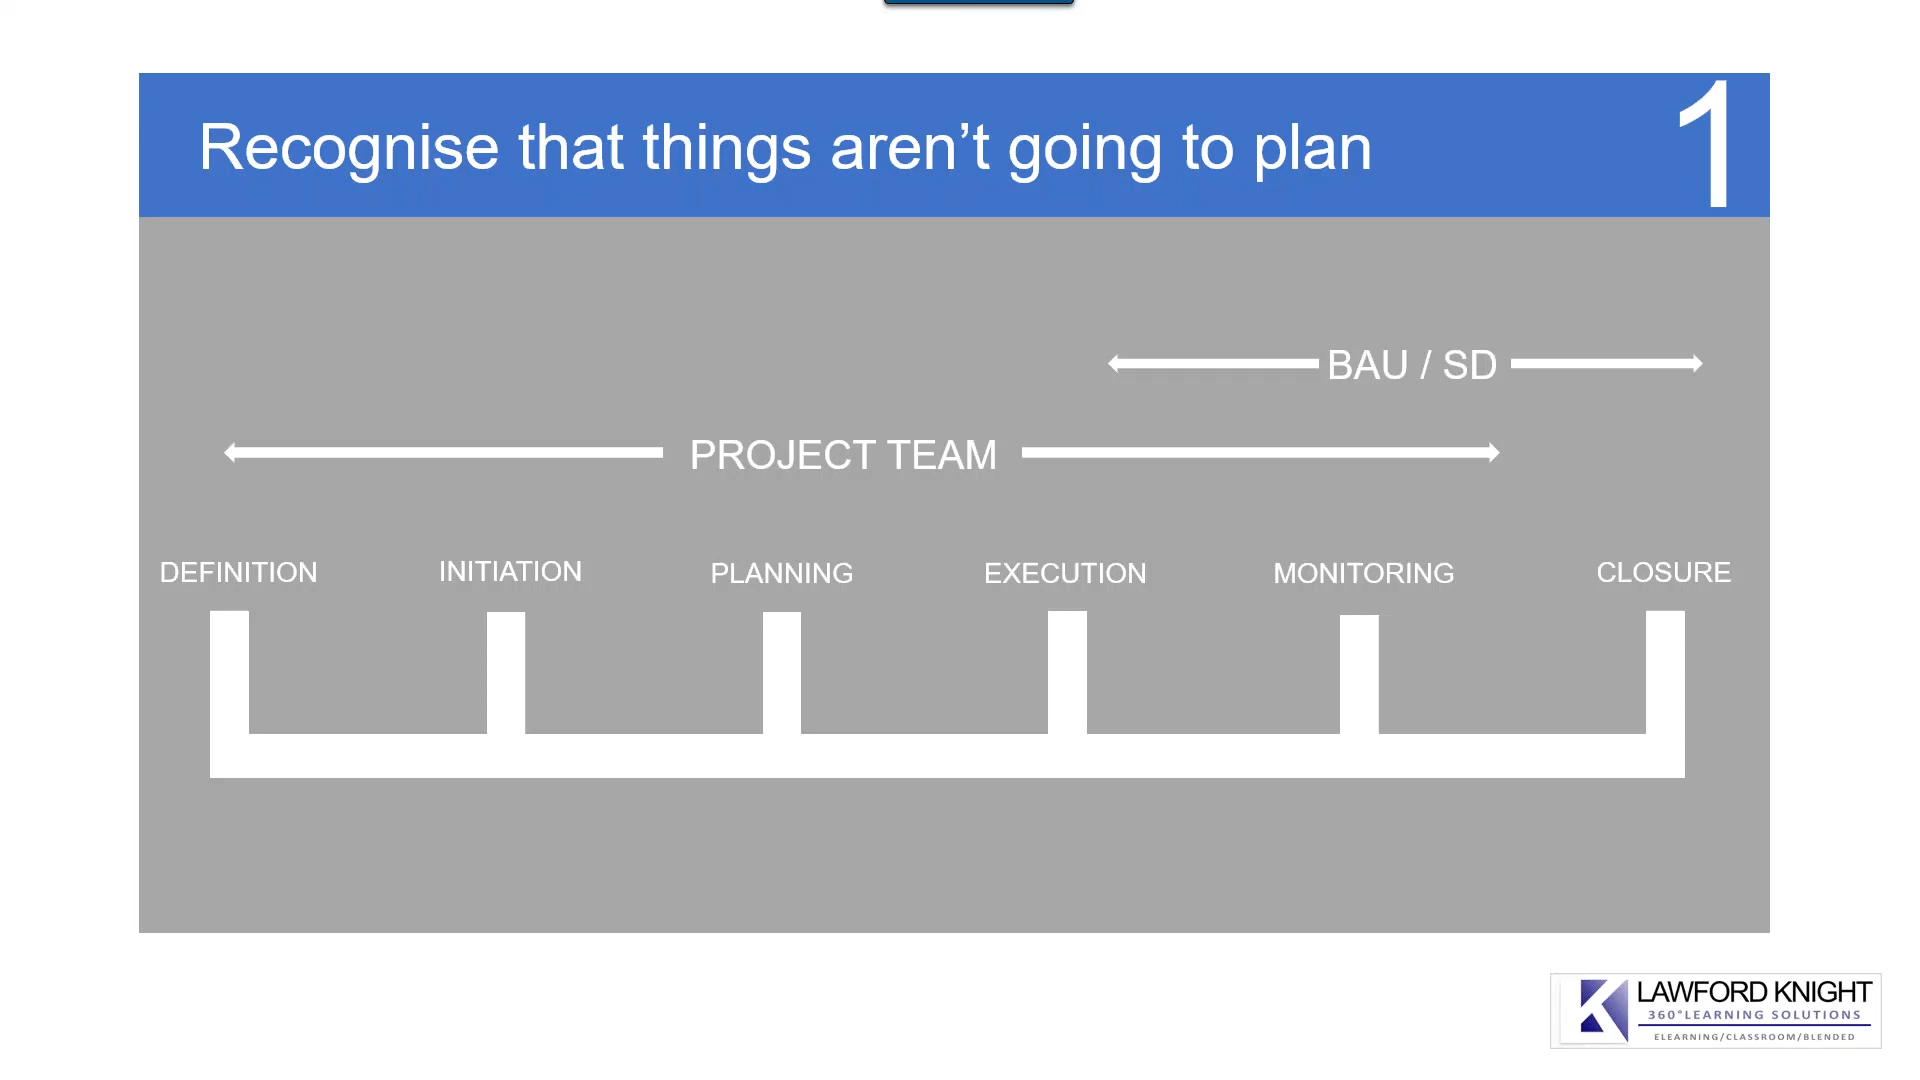 Recognise that things aren’t going to plan
1
BAU / SD
PROJECT TEAM
DEFINITION
INITIATION
PLANNING
EXECUTION
MONITORING
CLOSURE
LAWFORD KNIGHT
360°LEARNING SOLUTIONS
ELEARNING/CLASSROOM/BLENDED